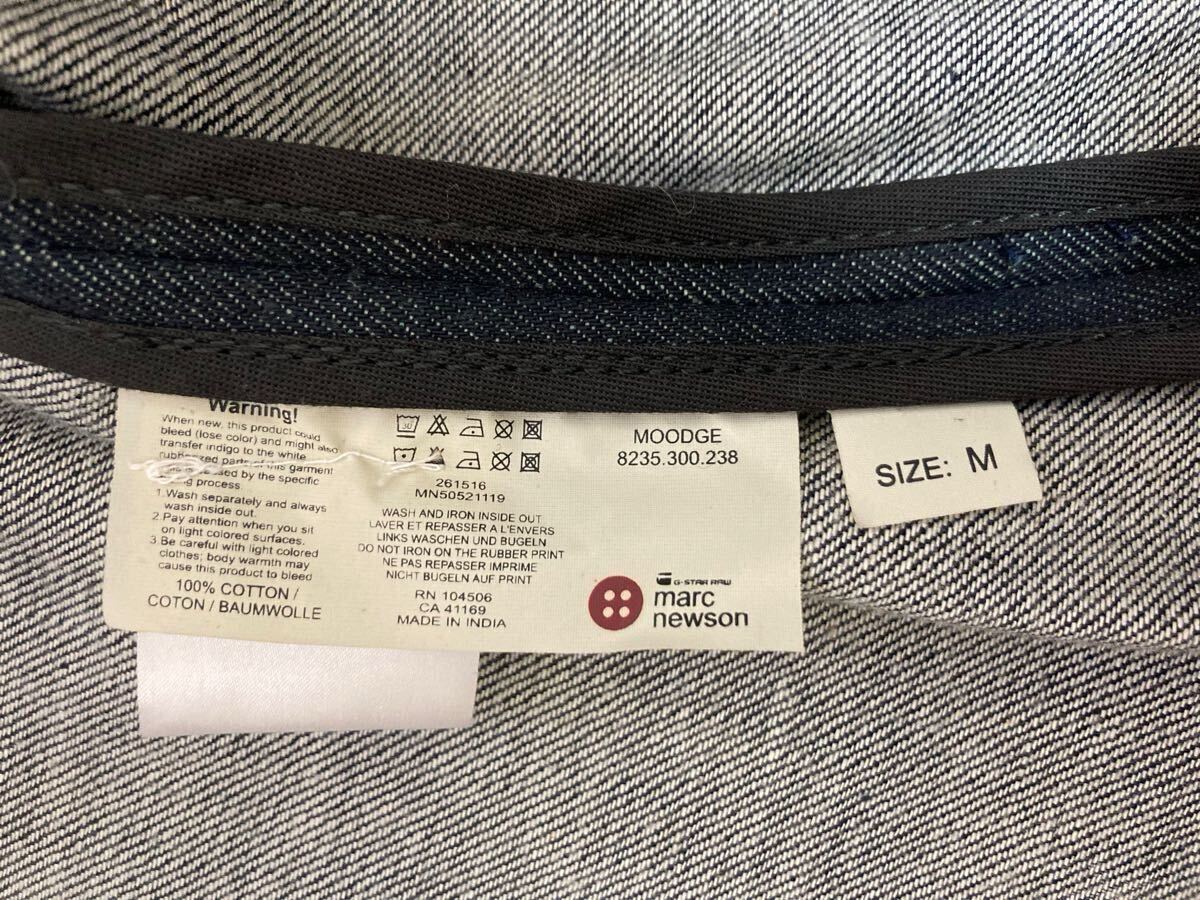 Warning!
When new, this product could
bleed (lose color) and might also
transfer indigo to the white
rubberized parts of this garment
by the specific
process.
1.Wash separately and always
wash inside out.
2.Pay attention when you sit
on light colored surfaces.
3.Be careful with light colored
clothes; body warmth may
cause this product to bleed
100% COTTON /
COTON / BAUMWOLLE
30
261516
MN50521119
WASH AND IRON INSIDE OUT
LAVER ET REPASSER A L'ENVERS
LINKS WASCHEN UND BUGELN
DO NOT IRON ON THE RUBBER PRINT
NE PAS REPASSER IMPRIME
NICHT BUGELN AUF PRINT
RN 104506
CA 41169
MADE IN INDIA
MOODGE
8235.300.238
G-STAR RAW
marc
newson
SIZE: M